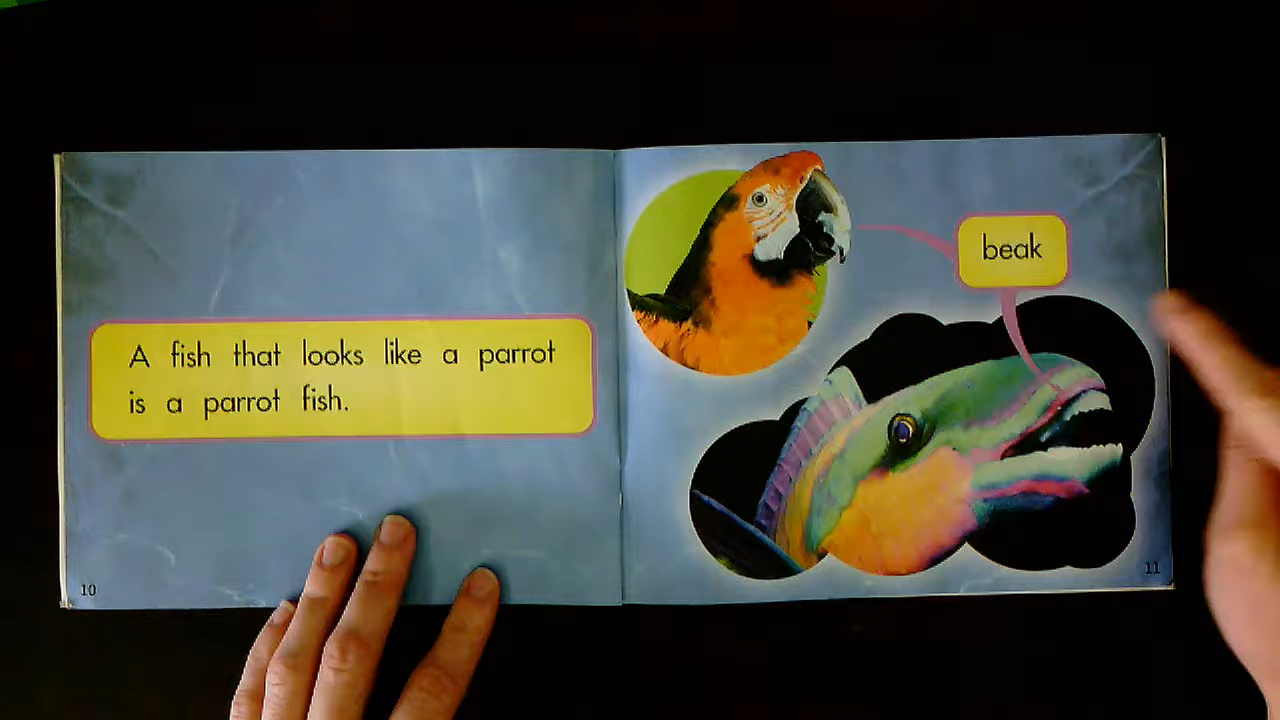 A fish that looks like a parrot
is a parrot fish.
10
beak
11